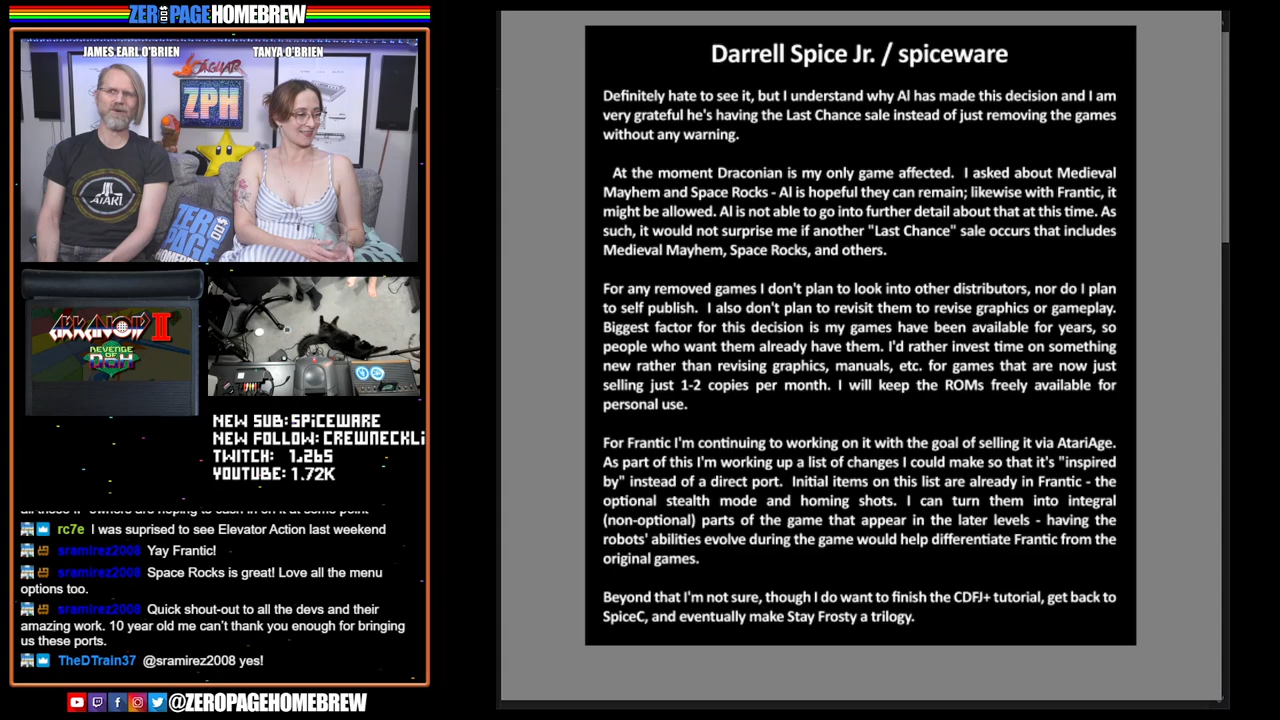 ZERO PAGE HOMEBREW
JAMES EARL O'BRIEN
TANYA O'BRIEN
JAGUAR
ZPH
ATARI
ZERO
PAGE
HOMEBREW
ARKANOID II
REVENGE OF DOH
NEW SUB: SPICEWARE
NEW FOLLOW: CREWNECKLI
TWITCH: 1,265
YOUTUBE: 1.72K
rc7e I was suprised to see Elevator Action last weekend
sramirez2008 Yay Frantic!
sramirez2008 Space Rocks is great! Love all the menu
options too.
sramirez2008 Quick shout-out to all the devs and their
amazing work. 10 year old me can't thank you enough for bringing
us these ports.
TheDTrain37 @sramirez2008 yes!
@ZEROPAGEHOMEBREW
Darrell Spice Jr. / spiceware
Definitely hate to see it, but I understand why Al has made this decision and I am
very grateful he's having the Last Chance sale instead of just removing the games
without any warning.
At the moment Draconian is my only game affected. I asked about Medieval
Mayhem and Space Rocks - Al is hopeful they can remain; likewise with Frantic, it
might be allowed. Al is not able to go into further detail about that at this time. As
such, it would not surprise me if another "Last Chance" sale occurs that includes
Medieval Mayhem, Space Rocks, and others.
For any removed games I don't plan to look into other distributors, nor do I plan
to self publish. I also don't plan to revisit them to revise graphics or gameplay.
Biggest factor for this decision is my games have been available for years, so
people who want them already have them. I'd rather invest time on something
new rather than revising graphics, manuals, etc. for games that are now just
selling just 1-2 copies per month. I will keep the ROMs freely available for
personal use.
For Frantic I'm continuing to working on it with the goal of selling it via AtariAge.
As part of this I'm working up a list of changes I could make so that it's "inspired
by" instead of a direct port. Initial items on this list are already in Frantic - the
optional stealth mode and homing shots. I can turn them into integral
(non-optional) parts of the game that appear in the later levels - having the
robots' abilities evolve during the game would help differentiate Frantic from the
original games.
Beyond that I'm not sure, though I do want to finish the CDFJ+ tutorial, get back to
SpiceC, and eventually make Stay Frosty a trilogy.